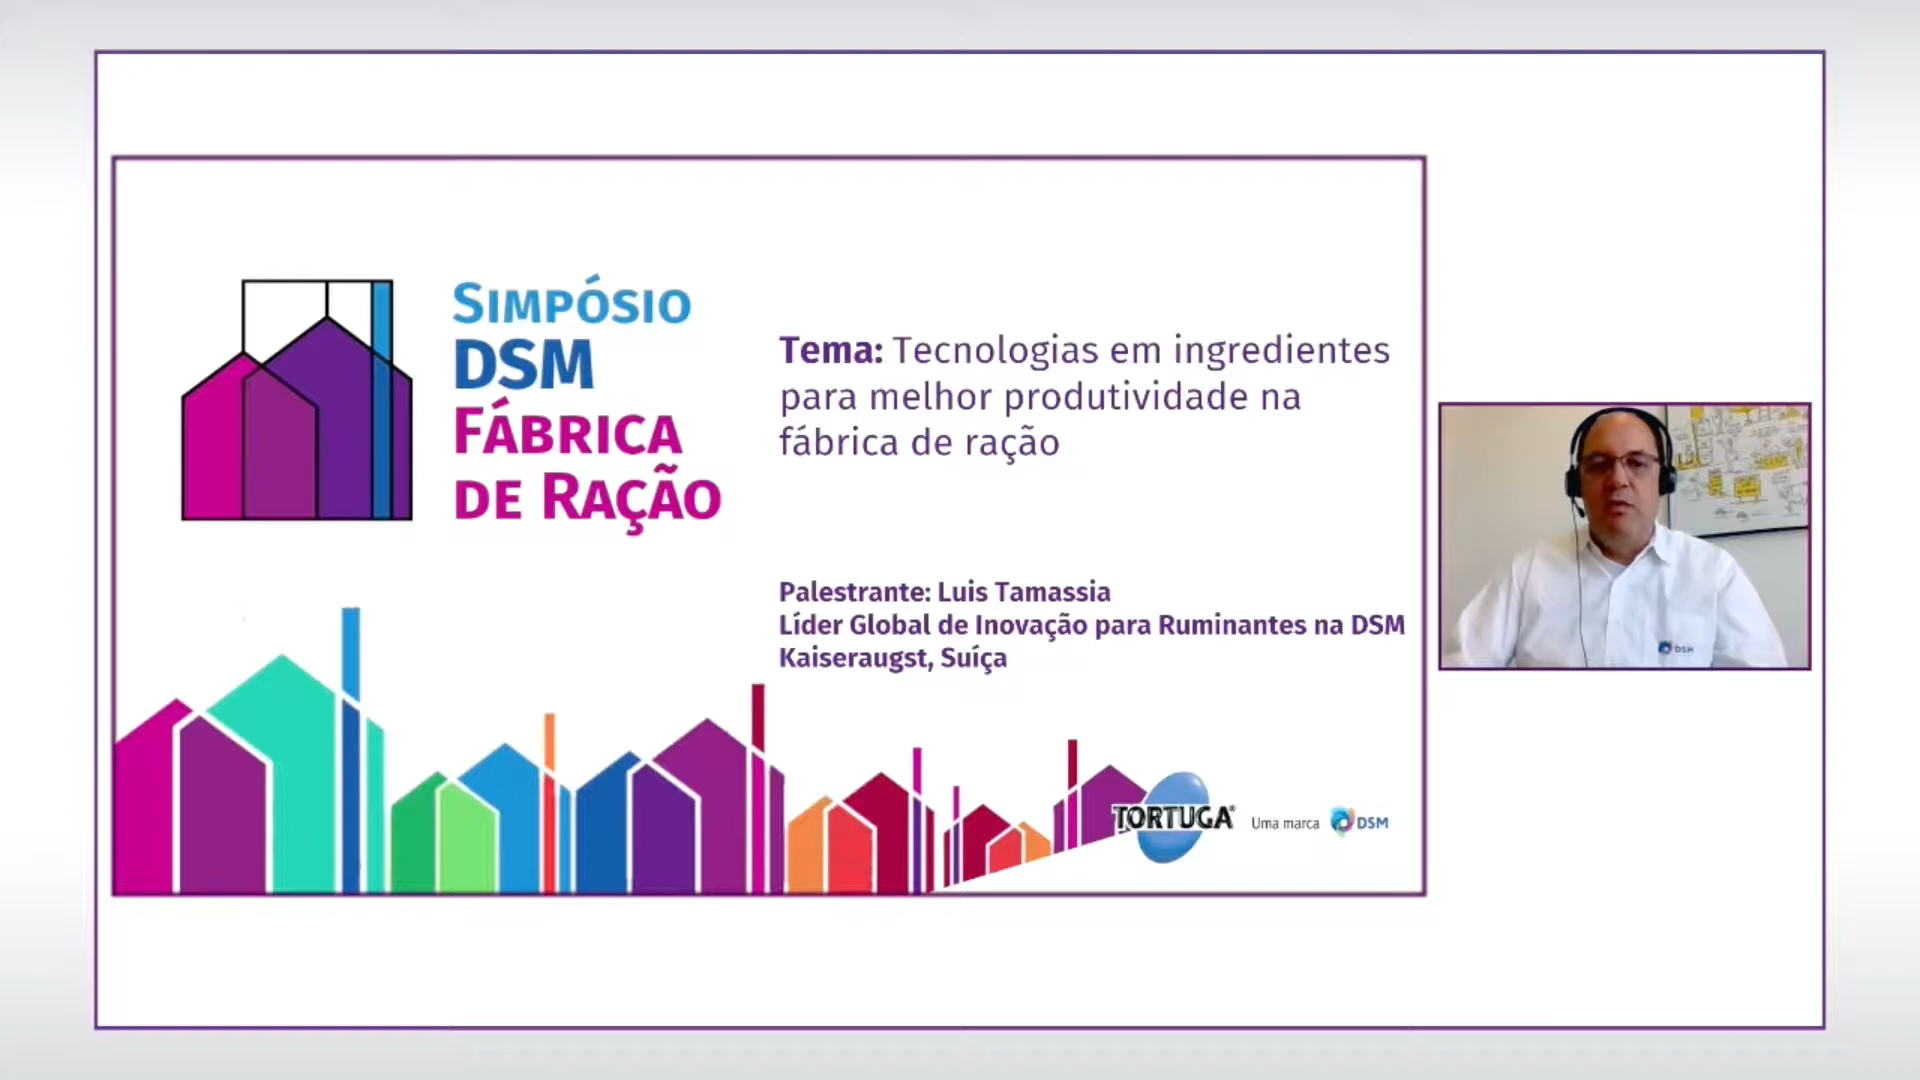 SIMPÓSIO
DSM
FÁBRICA
DE RAÇÃO
Tema: Tecnologias em ingredientes
para melhor produtividade na
fábrica de ração
Palestrante: Luis Tamassia
Líder Global de Inovação para Ruminantes na DSM
Kaiseraugst, Suíça
TORTUGA®
Uma marca DSM
DSM